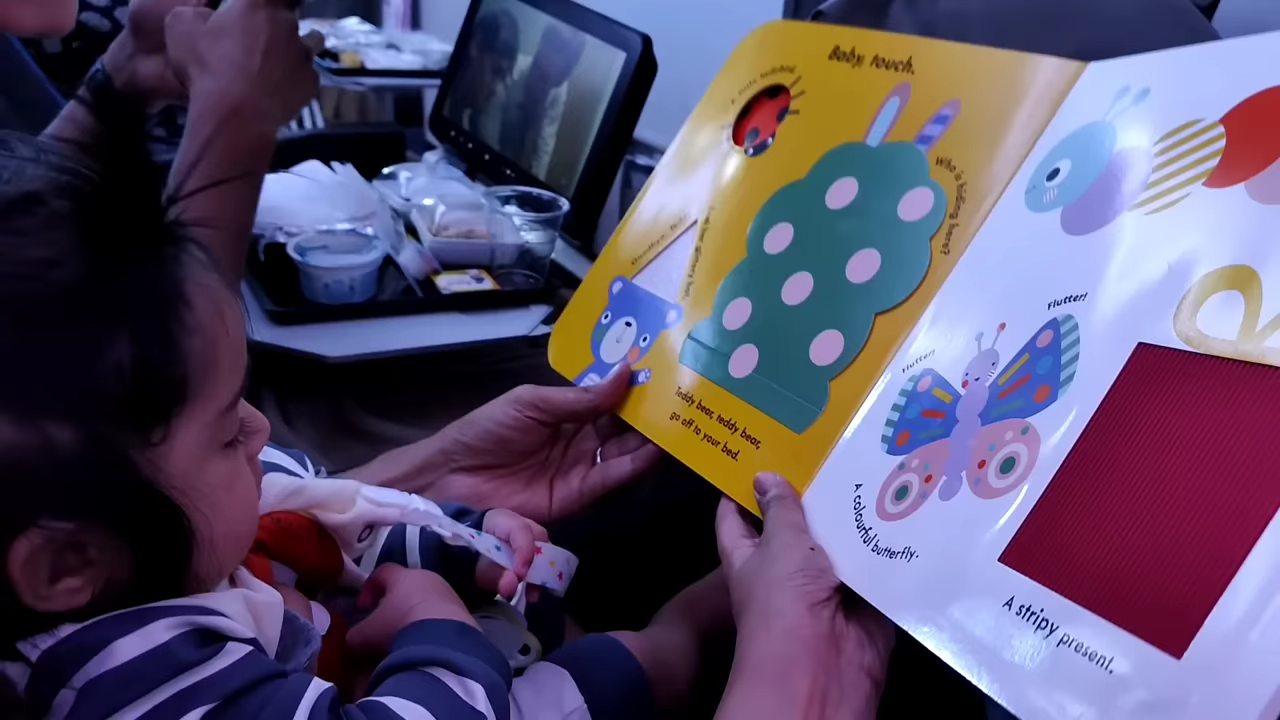 Baby, touch.
Who is hiding here?
Teddy bear, teddy bear,
go off to your bed.
Flutter!
Flutter!
A colourful butterfly.
A stripy present.